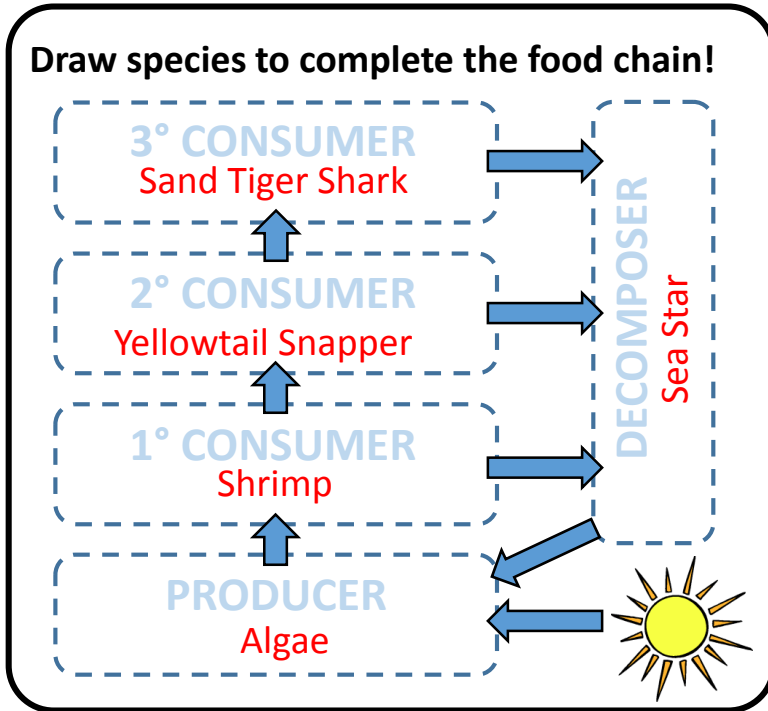 Draw species to complete the food chain!
3° CONSUMER
Sand Tiger Shark
2° CONSUMER
Yellowtail Snapper
1° CONSUMER
Shrimp
PRODUCER
Algae
DECOMPOSER
Sea Star